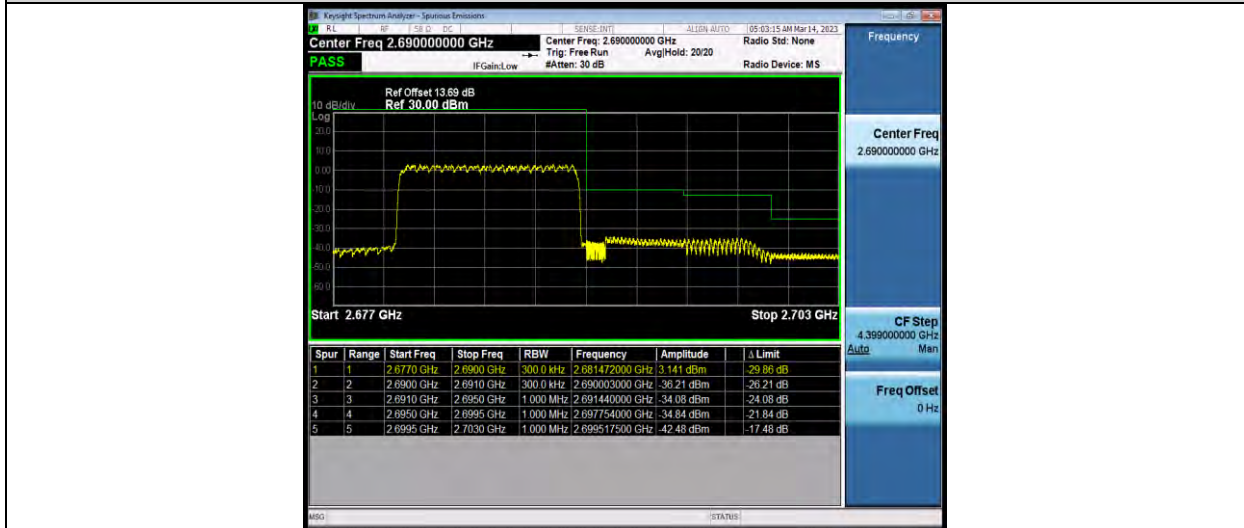 Keysight Spectrum Analyzer - Spurious Emissions
RL RF 50 Ω DC SENSE:INT ALIGN AUTO 05:03:15 AM Mar 14, 2023
Center Freq 2.690000000 GHz Center Freq: 2.690000000 GHz Radio Std: None Frequency
Trig: Free Run Avg|Hold: 20/20
PASS IFGain:Low #Atten: 30 dB Radio Device: MS
Ref Offset 13.69 dB
10 dB/div Ref 30.00 dBm
Log
20.0
10.0
0.00
-10.0
-20.0
-30.0
-40.0
-50.0
-60.0
Start 2.677 GHz Stop 2.703 GHz
Center Freq
2.690000000 GHz
CF Step
4.399000000 GHz
Auto Man
Freq Offset
0 Hz
Spur Range Start Freq Stop Freq RBW Frequency Amplitude Δ Limit
1 1 2.6770 GHz 2.6900 GHz 300.0 kHz 2.681472000 GHz 3.141 dBm -29.86 dB
2 2 2.6900 GHz 2.6910 GHz 300.0 kHz 2.690003000 GHz -36.21 dBm -26.21 dB
3 3 2.6910 GHz 2.6950 GHz 1.000 MHz 2.691440000 GHz -34.08 dBm -24.08 dB
4 4 2.6950 GHz 2.6995 GHz 1.000 MHz 2.697754000 GHz -34.84 dBm -21.84 dB
5 5 2.6995 GHz 2.7030 GHz 1.000 MHz 2.699517500 GHz -42.48 dBm -17.48 dB
MSG STATUS